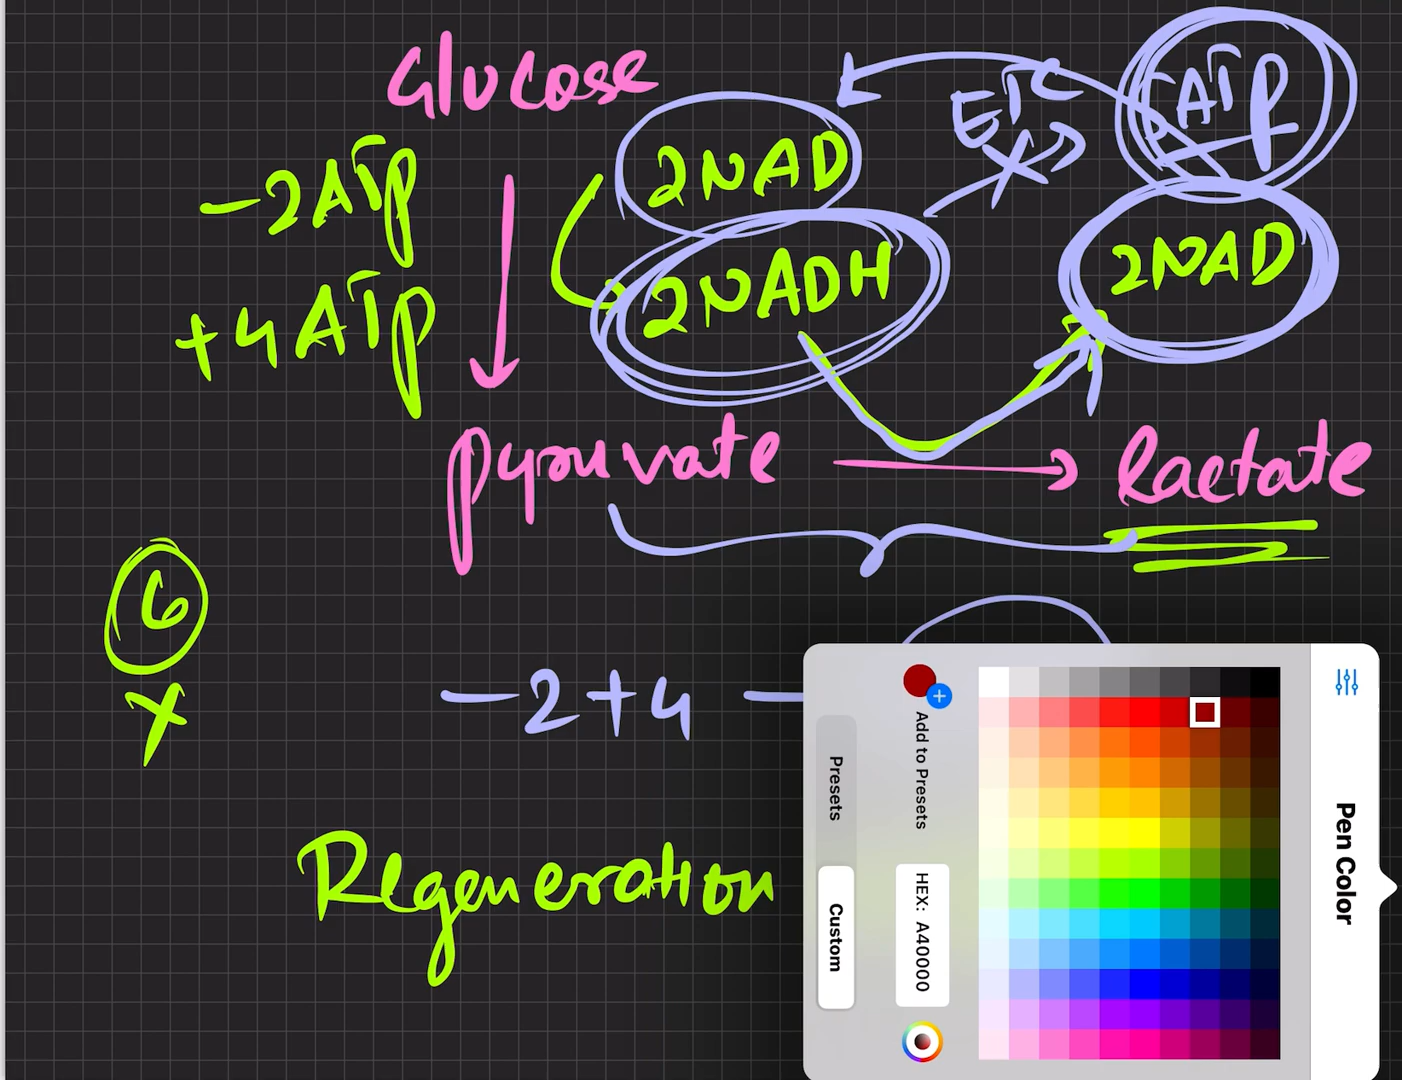 Glucose
ETC
ATP
-2ATP
2NAD
2NADH
2NAD
+4ATP
pyruvate → lactate
6
X
-2+4 -
Regeneration
Pen Color
Add to Presets
Presets
Custom
HEX: A40000